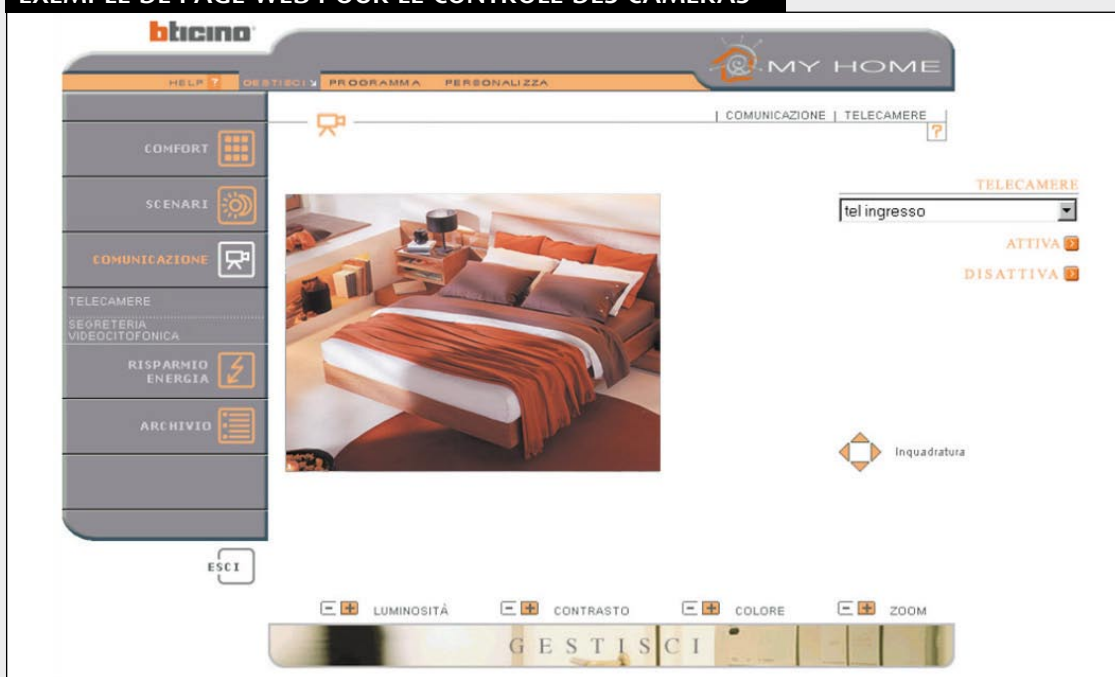 EXEMPLE DE PAGE WEB POUR LE CONTRÔLE DES CAMÉRAS
bticino
MY HOME
HELP ? GESTISCI PROGRAMMA PERSONALIZZA
| COMUNICAZIONE | TELECAMERE |
?
COMFORT
SCENARI
COMUNICAZIONE
TELECAMERE
SEGRETERIA
VIDEOCITOFONICA
RISPARMIO
ENERGIA
ARCHIVIO
ESCI
TELECAMERE
tel ingresso
ATTIVA
DISATTIVA
Inquadratura
- + LUMINOSITÁ - + CONTRASTO - + COLORE - + ZOOM
GESTISCI